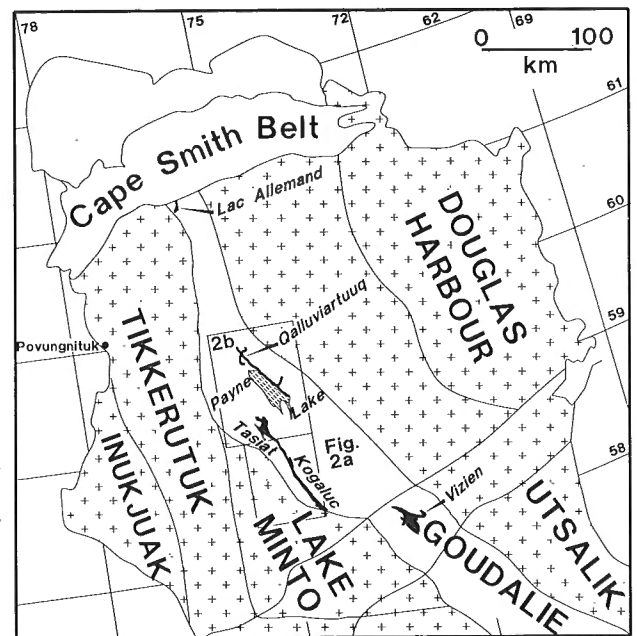 78
75
72
62
69
0 100
km
61
Cape Smith Belt
Lac Allemand
60
DOUGLAS
HARBOUR
59
Qalluviartuuq
2b
Povungnituk
TIKKERUTUK
Payne
Lake
Tasiat
Fig.
2a
Kogaluc
58
Vizien
INUKJUAK
LAKE
MINTO
GOUDALIE
UTSALIK